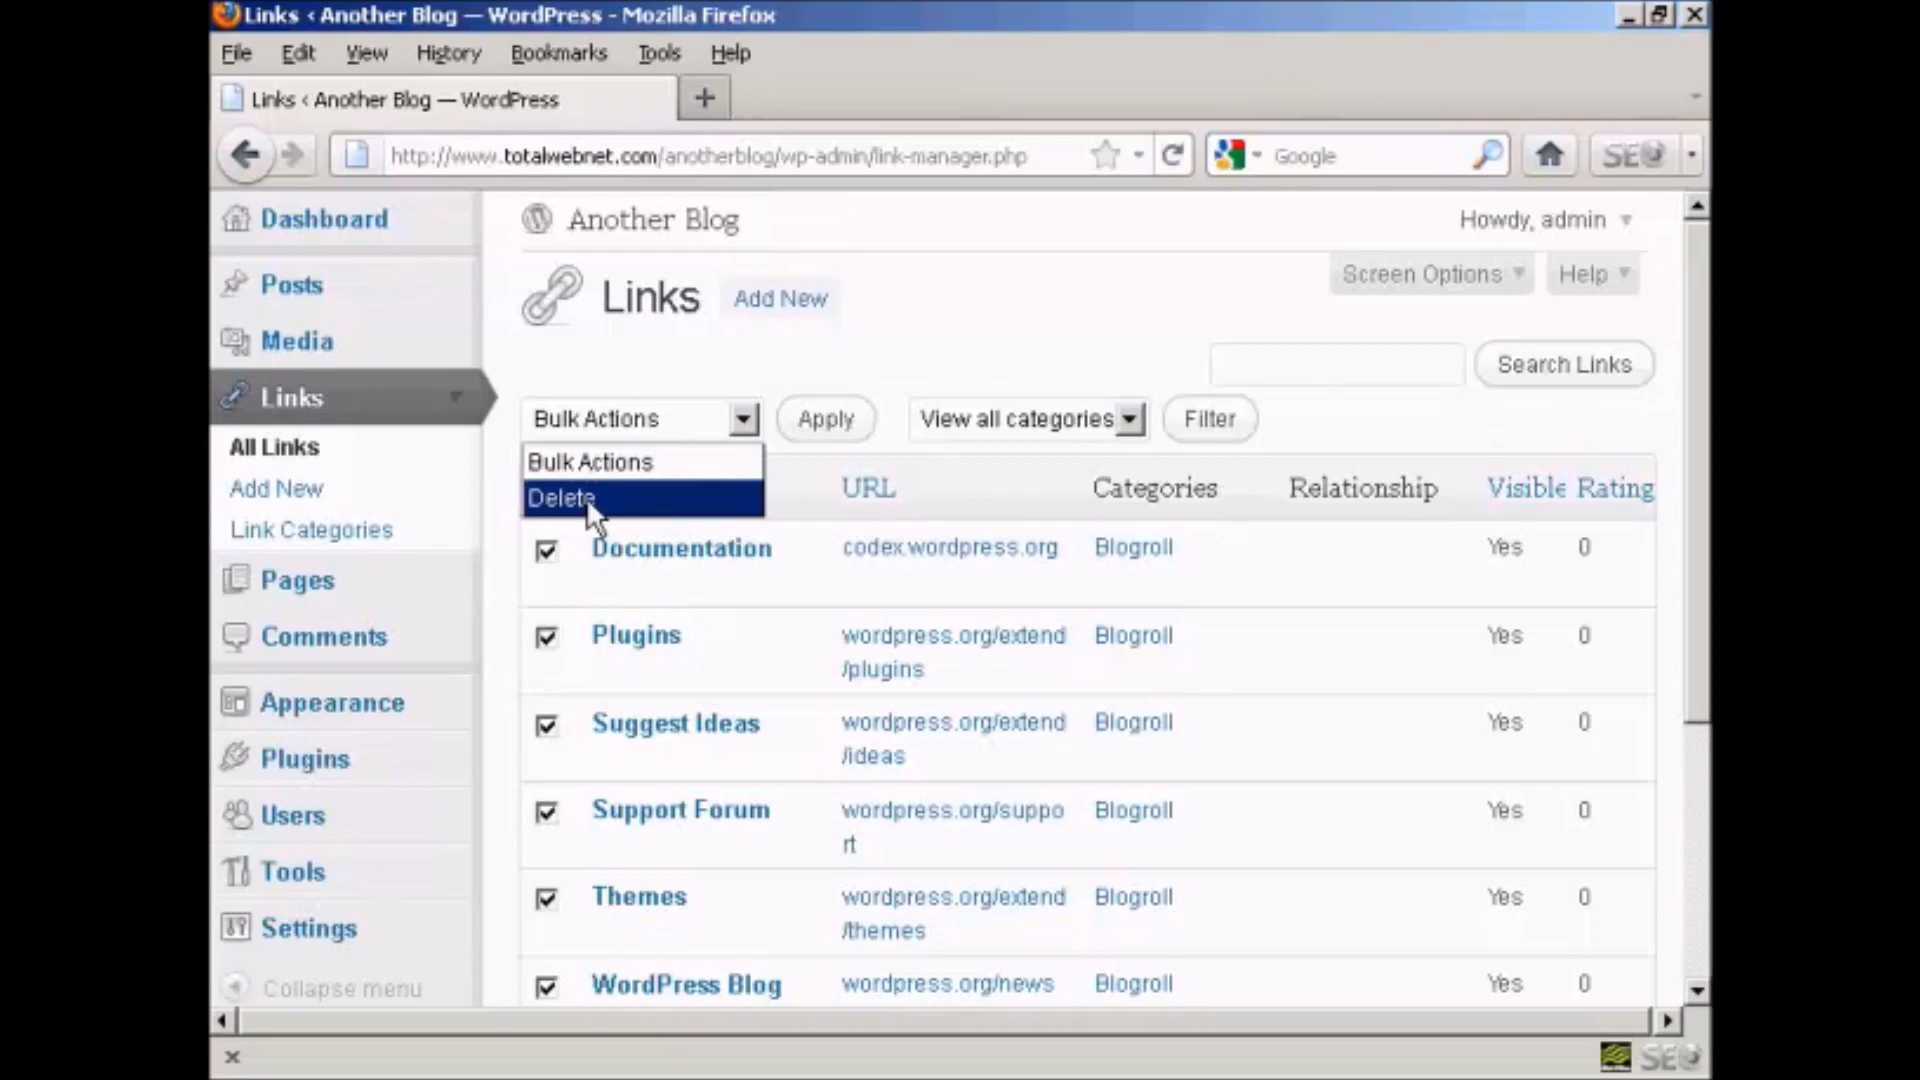 Links ‹ Another Blog — WordPress - Mozilla Firefox
File Edit View History Bookmarks Tools Help
Links ‹ Another Blog — WordPress
http://www.totalwebnet.com/anotherblog/wp-admin/link-manager.php Google SEO
Dashboard
Posts
Media
Links
All Links
Add New
Link Categories
Pages
Comments
Appearance
Plugins
Users
Tools
Settings
Collapse menu
Another Blog Howdy, admin
Screen Options Help
Links Add New
Search Links
Bulk Actions Apply View all categories Filter
Bulk Actions
Delete
URL Categories Relationship Visible Rating
Documentation codex.wordpress.org Blogroll Yes 0
Plugins wordpress.org/extend Blogroll Yes 0
/plugins
Suggest Ideas wordpress.org/extend Blogroll Yes 0
/ideas
Support Forum wordpress.org/suppo Blogroll Yes 0
rt
Themes wordpress.org/extend Blogroll Yes 0
/themes
WordPress Blog wordpress.org/news Blogroll Yes 0
SEO